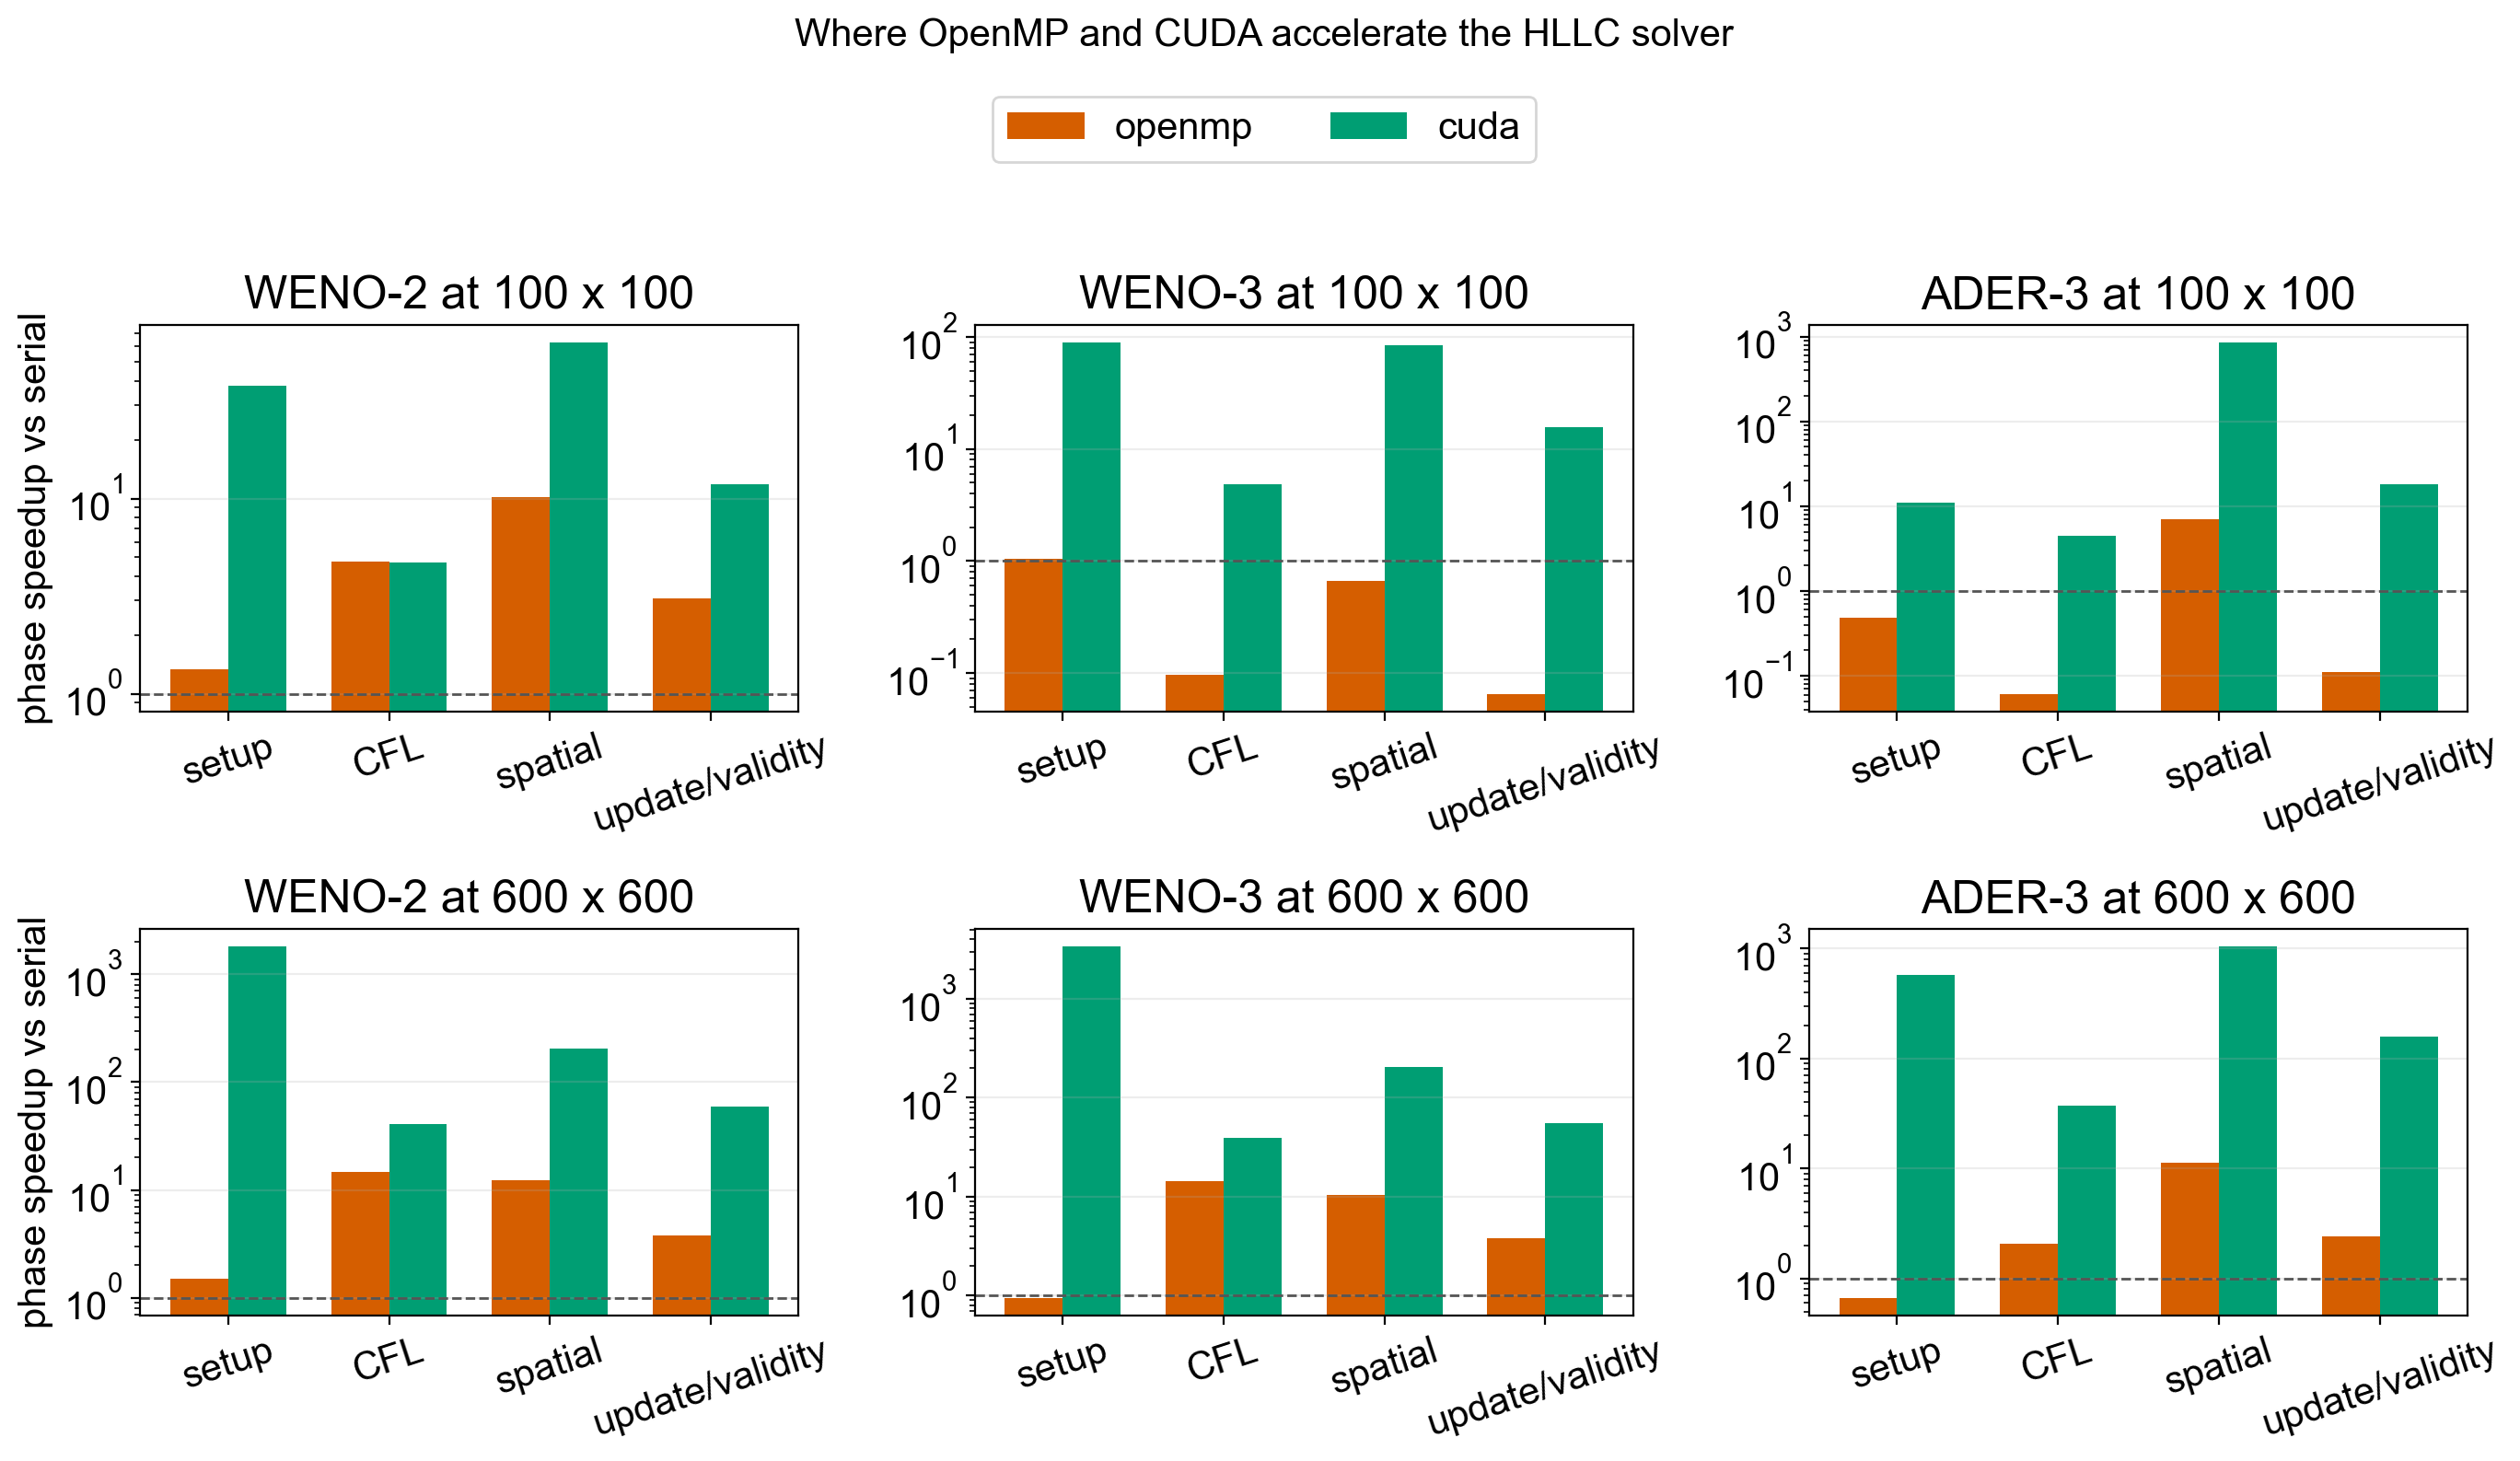 Where OpenMP and CUDA accelerate the HLLC solver
openmp cuda
WENO-2 at 100 x 100
phase speedup vs serial
10^1
10^0
setup CFL spatial update/validity
WENO-3 at 100 x 100
10^2
10^1
10^0
10^−1
setup CFL spatial update/validity
ADER-3 at 100 x 100
10^3
10^2
10^1
10^0
10^−1
setup CFL spatial update/validity
WENO-2 at 600 x 600
phase speedup vs serial
10^3
10^2
10^1
10^0
setup CFL spatial update/validity
WENO-3 at 600 x 600
10^3
10^2
10^1
10^0
setup CFL spatial update/validity
ADER-3 at 600 x 600
10^3
10^2
10^1
10^0
setup CFL spatial update/validity